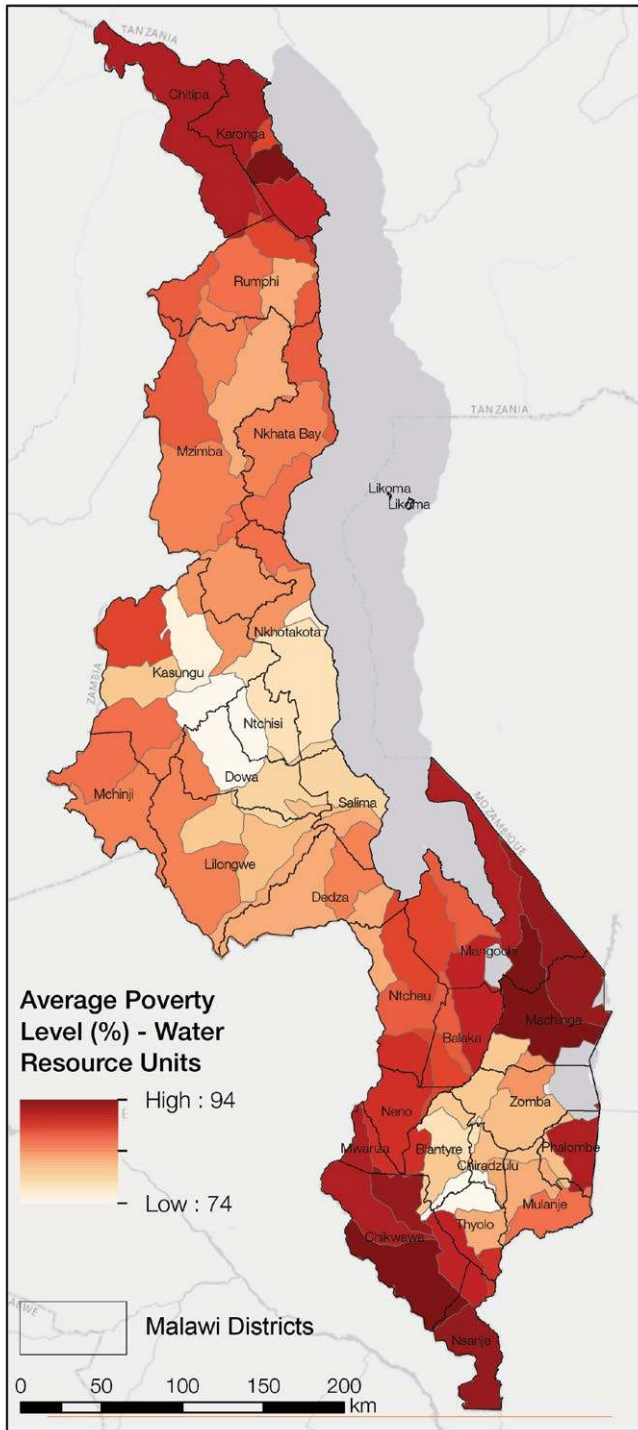 TANZANIA
Chitipa
Karonga
Rumphi
TANZANIA
Nkhata Bay
Mzimba
Likoma
Likoma
Nkhotakota
ZAMBIA
Kasungu
Ntchisi
Dowa
Mchinji
Salima
MOZAMBIQUE
Lilongwe
Dedza
Mangochi
Average Poverty
Level (%) - Water
Resource Units
Ntcheu
Machinga
Balaka
High : 94
Neno
Zomba
Mwanza
Blantyre
Phalombe
Chiradzulu
Low : 74
Thyolo
Mulanje
Chikwawa
Malawi Districts
Nsanje
0 50 100 150 200
km